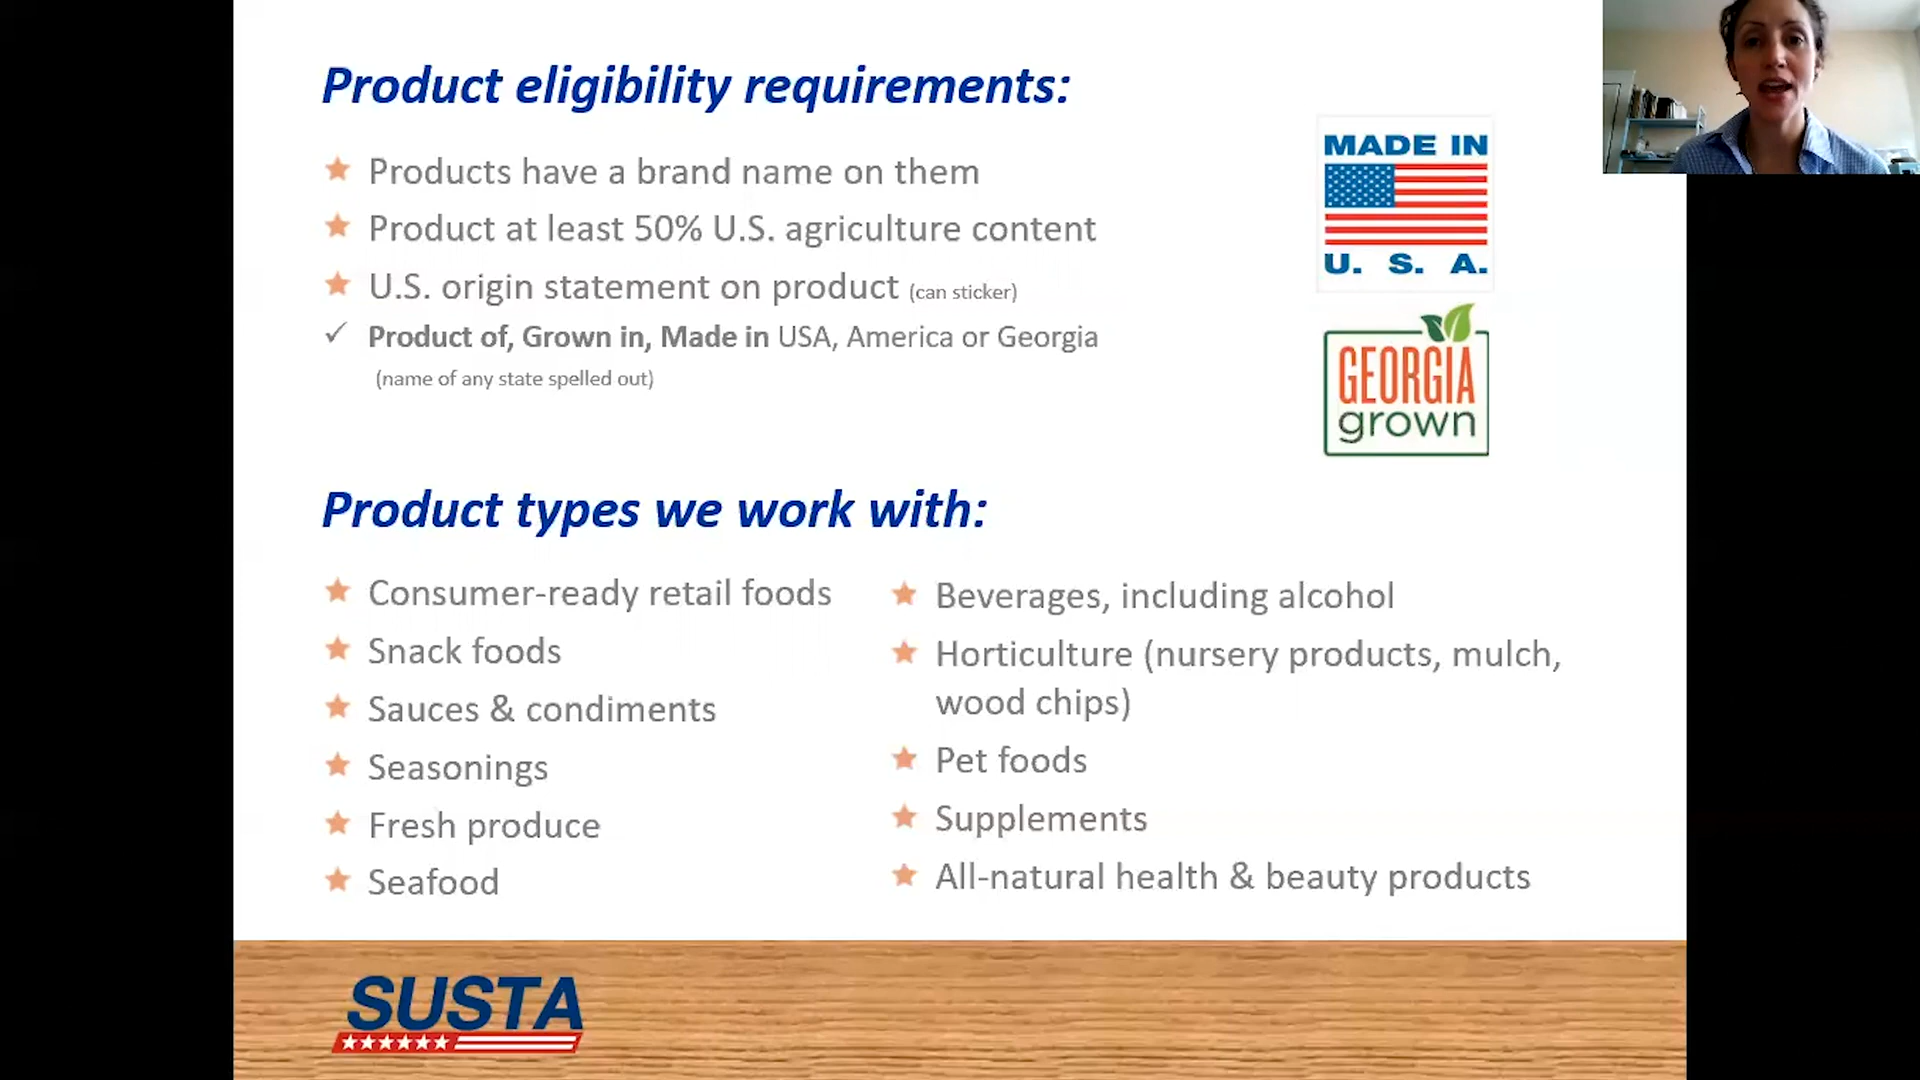 Product eligibility requirements:
Products have a brand name on them
Product at least 50% U.S. agriculture content
U.S. origin statement on product (can sticker)
Product of, Grown in, Made in USA, America or Georgia
(name of any state spelled out)
MADE IN
U. S. A.
GEORGIA
grown
Product types we work with:
Consumer-ready retail foods
Snack foods
Sauces & condiments
Seasonings
Fresh produce
Seafood
Beverages, including alcohol
Horticulture (nursery products, mulch,
wood chips)
Pet foods
Supplements
All-natural health & beauty products
SUSTA